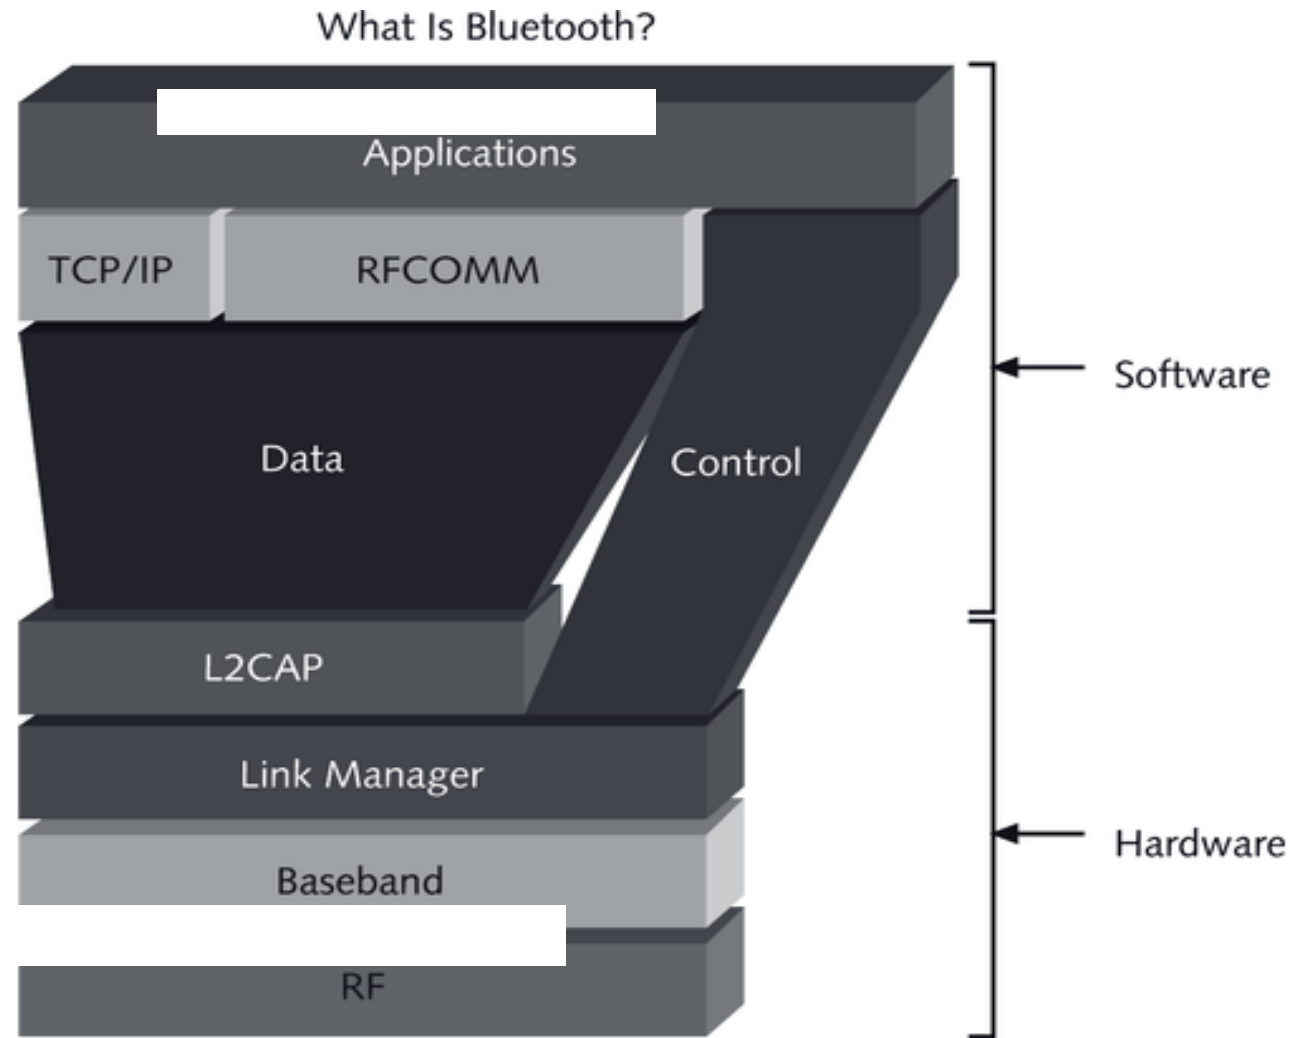 What Is Bluetooth?
Applications
TCP/IP
RFCOMM
Software
Data
Control
L2CAP
Link Manager
Hardware
Baseband
RF